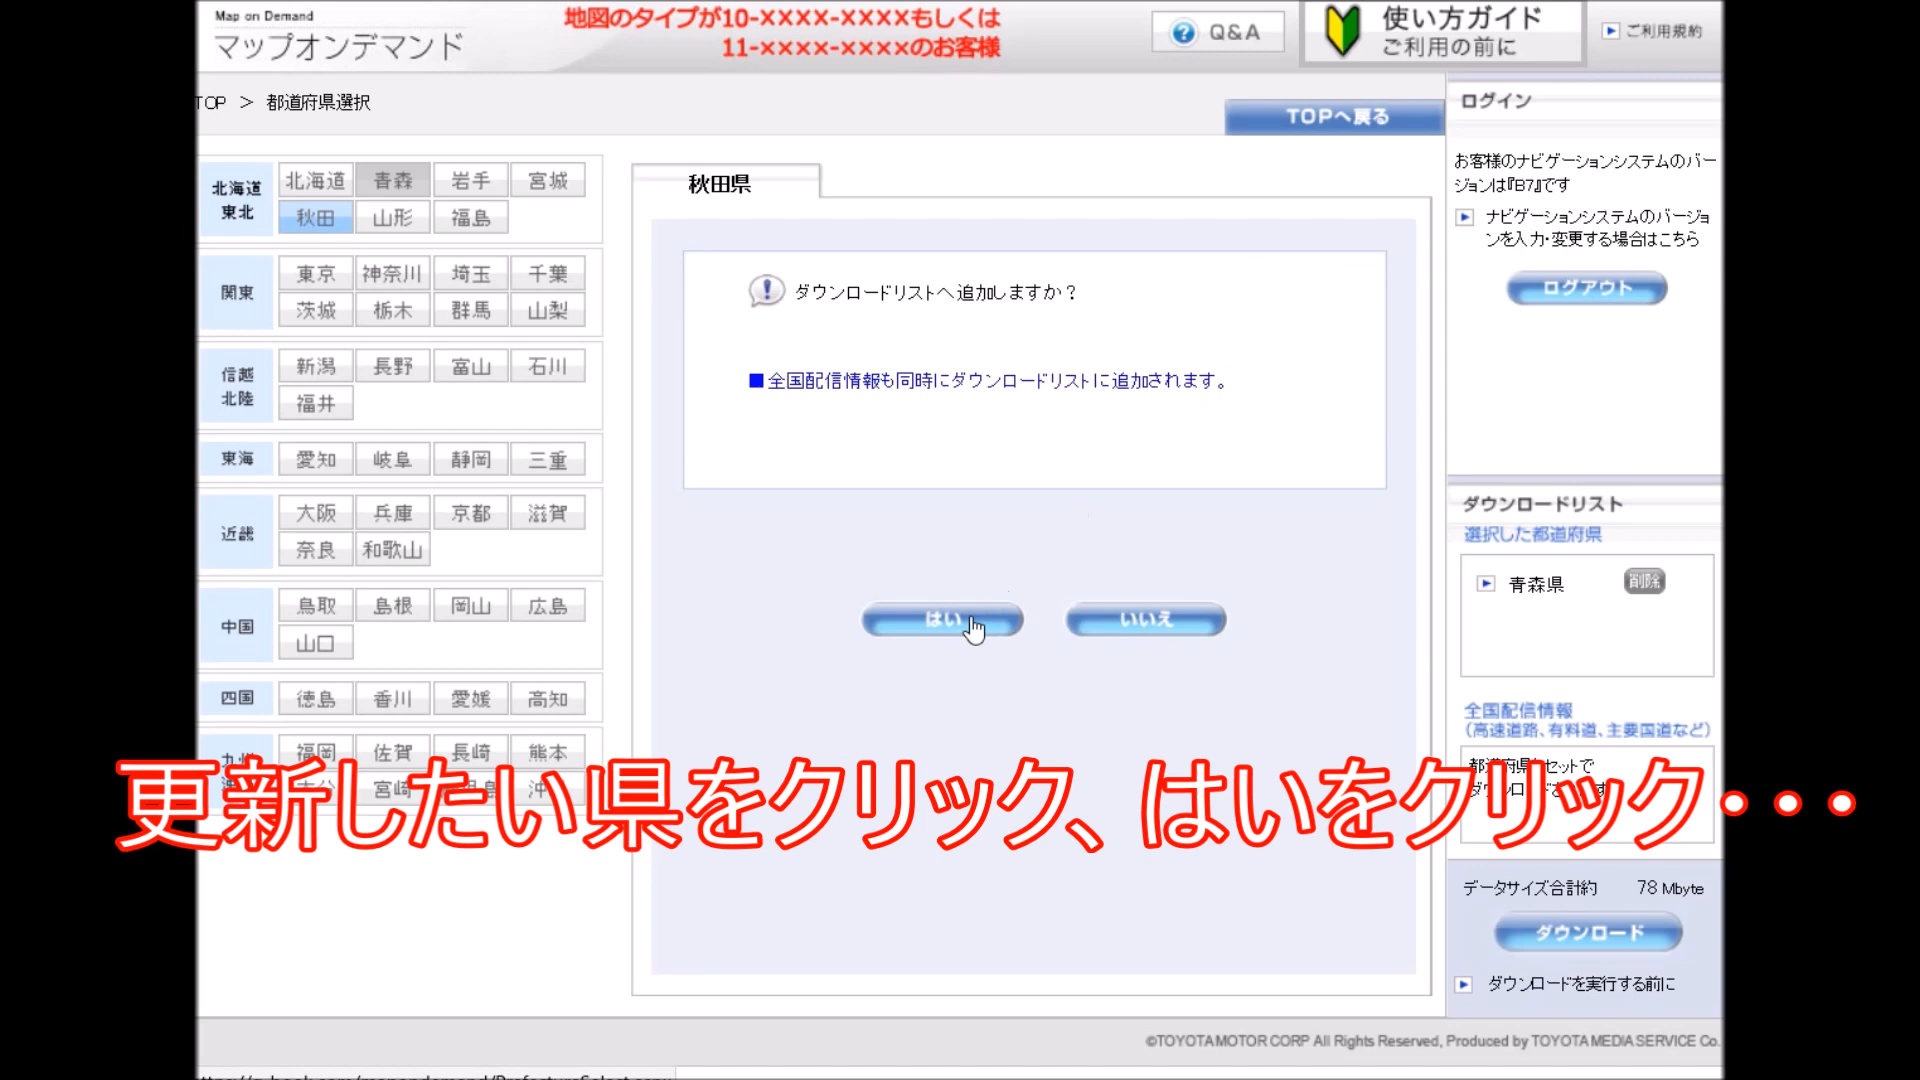 Map on Demand
マップオンデマンド
地図のタイプが10-××××-××××もしくは
11-××××-××××のお客様
Q&A
使い方ガイド
ご利用の前に
ご利用規約
TOP ＞ 都道府県選択
TOPへ戻る
北海道
東北
北海道 青森 岩手 宮城
秋田 山形 福島
関東
東京 神奈川 埼玉 千葉
茨城 栃木 群馬 山梨
信越
北陸
新潟 長野 富山 石川
福井
東海
愛知 岐阜 静岡 三重
近畿
大阪 兵庫 京都 滋賀
奈良 和歌山
中国
鳥取 島根 岡山 広島
山口
四国
徳島 香川 愛媛 高知
福岡 佐賀 長崎 熊本
宮崎
秋田県
ダウンロードリストへ追加しますか？
■全国配信情報も同時にダウンロードリストに追加されます。
はい
いいえ
ログイン
お客様のナビゲーションシステムのバー
ジョンは『B7』です
ナビゲーションシステムのバージョ
ンを入力・変更する場合はこちら
ログアウト
ダウンロードリスト
選択した都道府県
青森県
削除
全国配信情報
（高速道路、有料道、主要国道など）
都道府県とセットで
更新したい県をクリック、はいをクリック・・・
データサイズ合計約 78 Mbyte
ダウンロード
ダウンロードを実行する前に
©TOYOTA MOTOR CORP All Rights Reserved, Produced by TOYOTA MEDIA SERVICE Co.